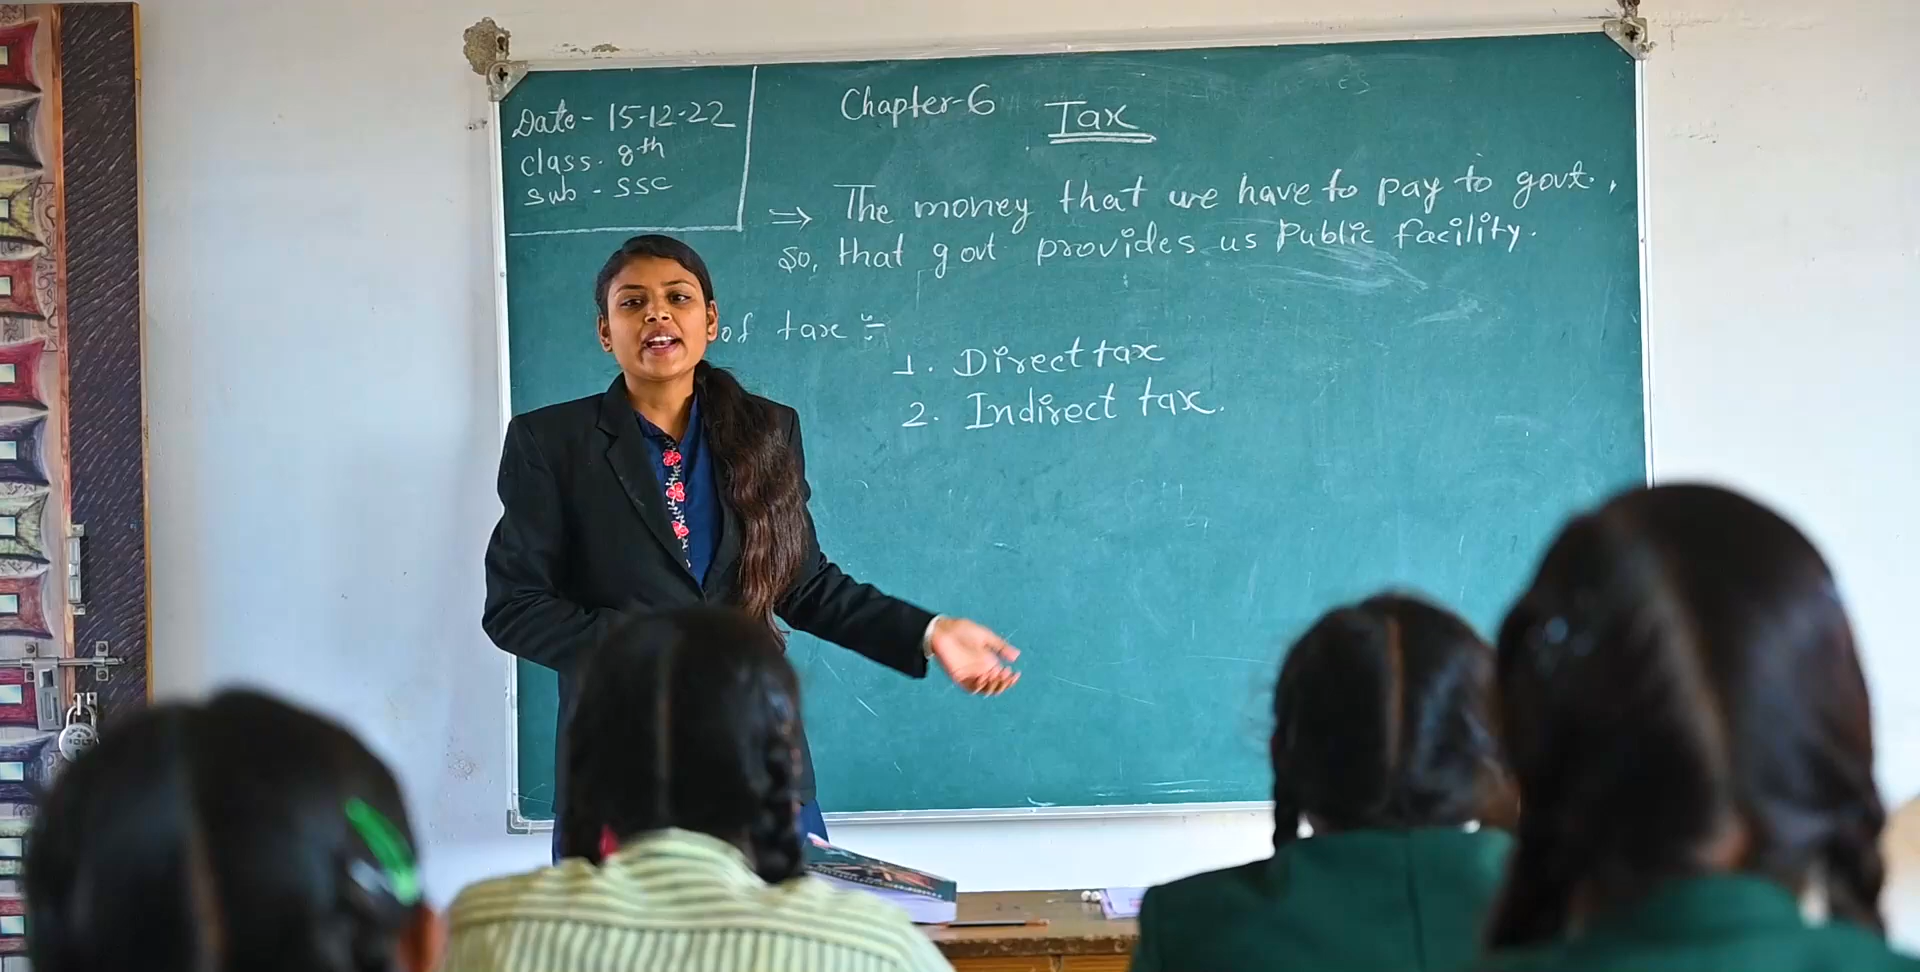 Date - 15-12-22
Class. 8th
Sub - SSC
Chapter-6
Tax
⇒ The money that we have to pay to govt.,
So, that govt provides us Public facility.
of tax :-
1. Direct tax
2. Indirect tax.